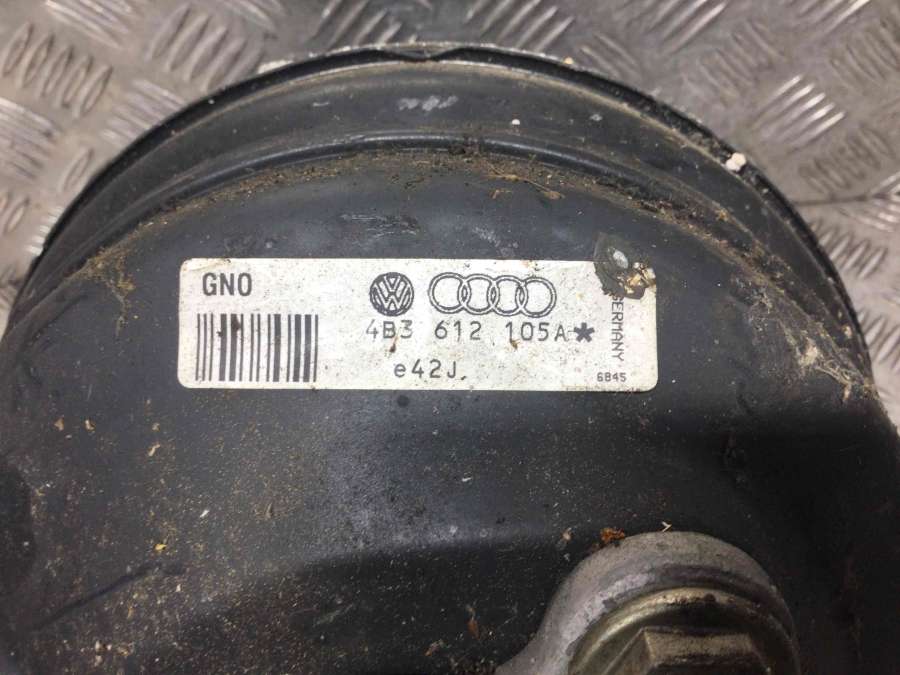 GNO
4B3 612 105A*
e42J.
GERMANY
6845